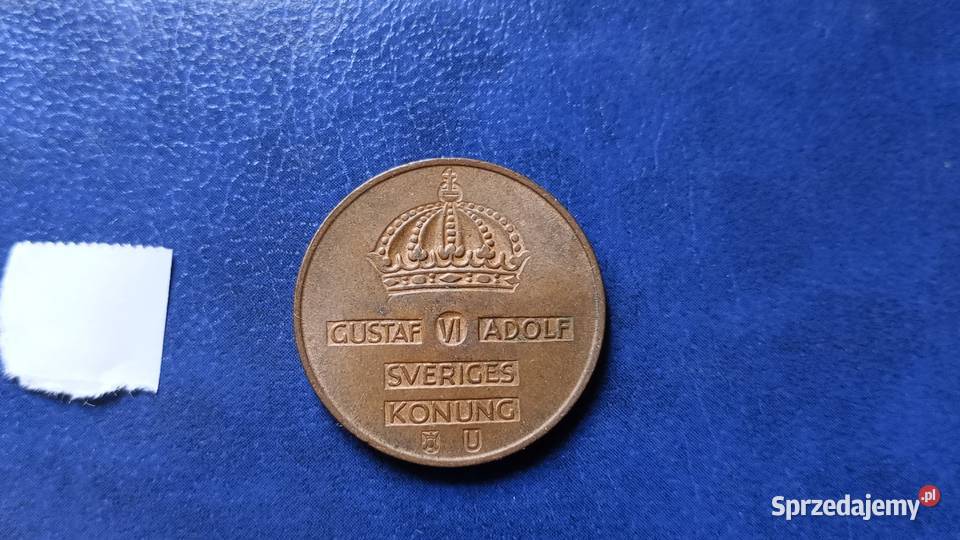 GUSTAF VI ADOLF
SVERIGES
KONUNG
U
Sprzedajemy.pl